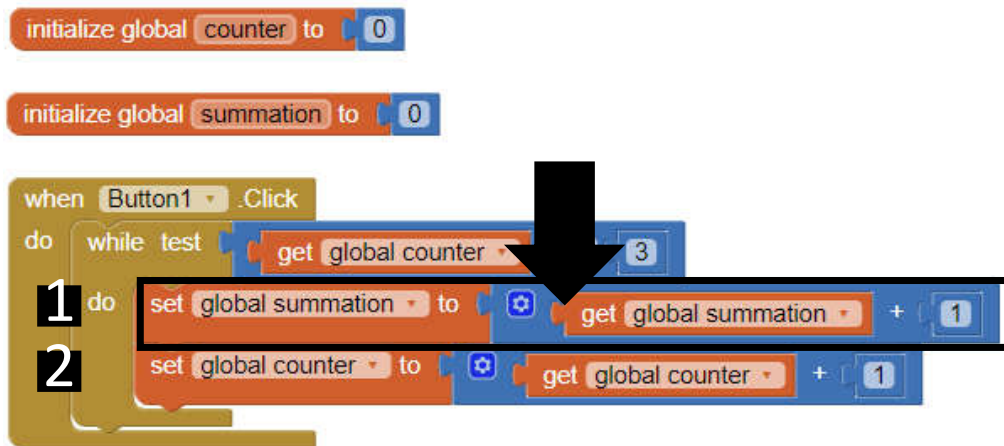 initialize global counter to 0
initialize global summation to 0
when Button1 .Click
do while test get global counter 3
1 do set global summation to get global summation + 1
2 set global counter to get global counter + 1